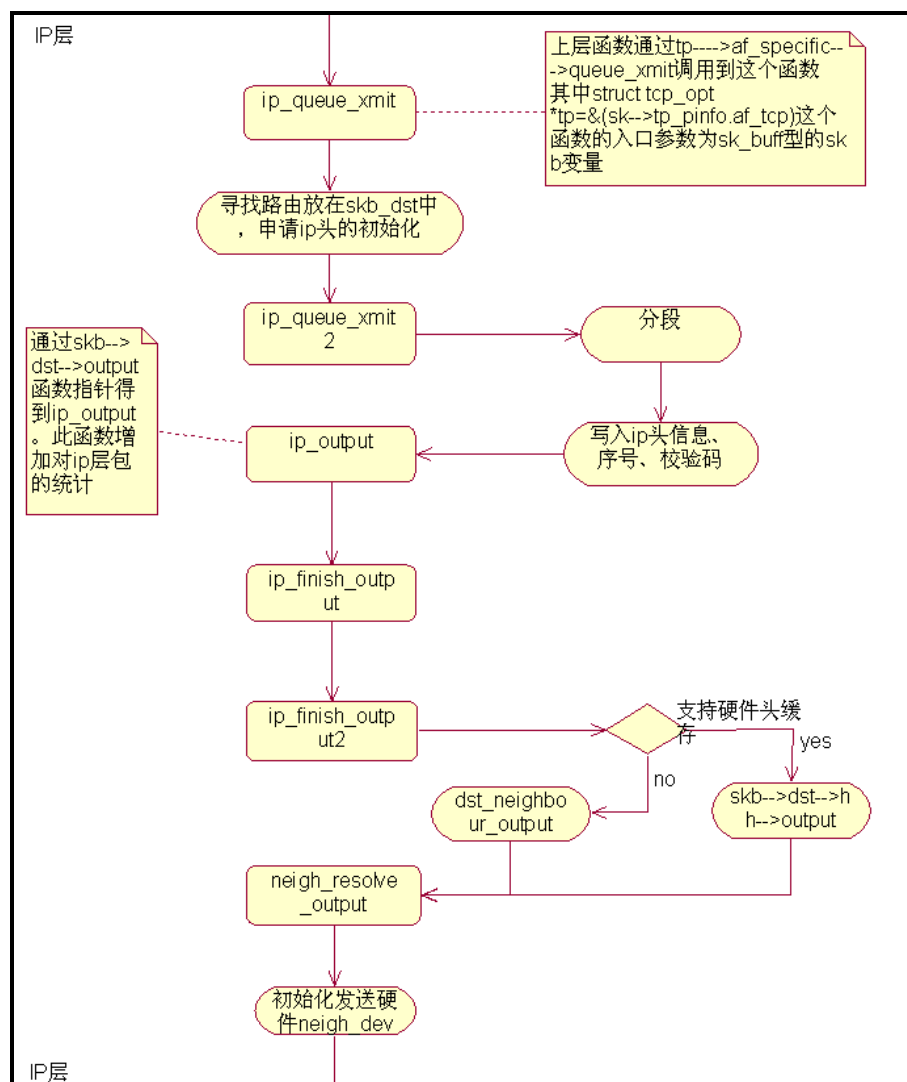 IP层
上层函数通过tp---->af_specific--
->queue_xmit调用到这个函数
其中struct tcp_opt
*tp=&(sk-->tp_pinfo.af_tcp)这个
函数的入口参数为sk_buff型的sk
b变量
ip_queue_xmit
寻找路由放在skb_dst中
，申请ip头的初始化
ip_queue_xmit
2
分段
通过skb-->
dst-->output
函数指针得
到ip_output
。此函数增
加对ip层包
的统计
ip_output
写入ip头信息、
序号、校验码
ip_finish_outp
ut
ip_finish_outp
ut2
支持硬件头缓
存
yes
no
dst_neighbo
ur_output
skb-->dst-->h
h-->output
neigh_resolve
_output
初始化发送硬
件neigh_dev
IP层